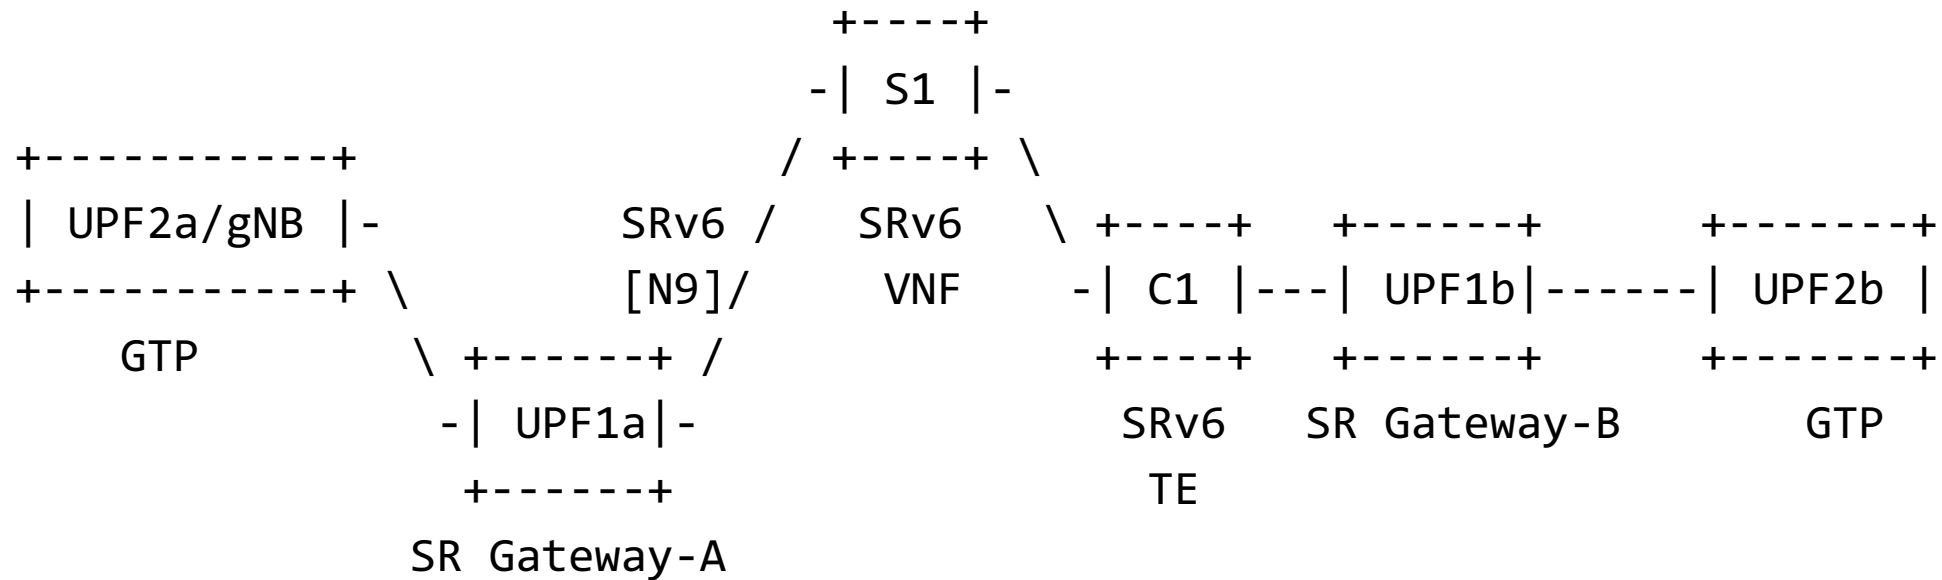 +----+
                              -| S1 |-
+-----------+                / +----+ \
| UPF2a/gNB |-         SRv6 /   SRv6   \ +----+   +------+      +-------+
+-----------+ \        [N9]/     VNF    -| C1 |---| UPF1b|------| UPF2b |
    GTP        \ +------+ /              +----+   +------+      +-------+
                -| UPF1a|-                SRv6   SR Gateway-B       GTP
                 +------+                  TE
               SR Gateway-A